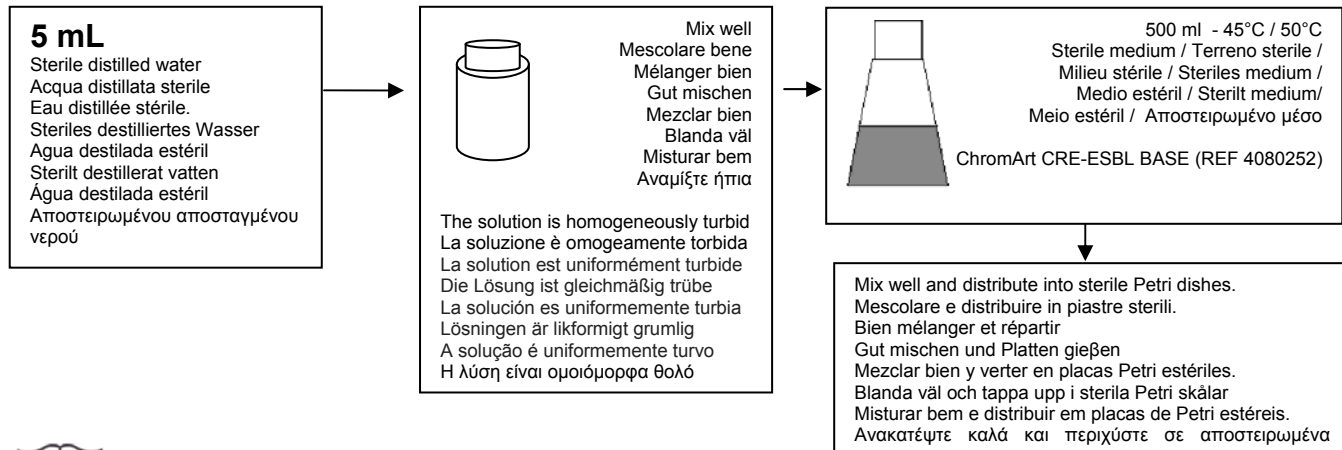 5 mL
Sterile distilled water
Acqua distillata sterile
Eau distillée stérile.
Steriles destilliertes Wasser
Agua destilada estéril
Sterilt destillerat vatten
Água destilada estéril
Αποστειρωμένου αποσταγμένου
νερού
Mix well
Mescolare bene
Mélanger bien
Gut mischen
Mezclar bien
Blanda väl
Misturar bem
Αναμίξτε ήπια
The solution is homogeneously turbid
La soluzione è omogeamente torbida
La solution est uniformément turbide
Die Lösung ist gleichmäßig trübe
La solución es uniformemente turbia
Lösningen är likformigt grumlig
A solução é uniformemente turvo
Η λύση είναι ομοιόμορφα θολό
500 ml - 45°C / 50°C
Sterile medium / Terreno sterile /
Milieu stérile / Steriles medium /
Medio estéril / Sterilt medium/
Meio estéril / Αποστειρωμένο μέσο
ChromArt CRE-ESBL BASE (REF 4080252)
Mix well and distribute into sterile Petri dishes.
Mescolare e distribuire in piastre sterili.
Bien mélanger et répartir
Gut mischen und Platten gieβen
Mezclar bien y verter en placas Petri estériles.
Blanda väl och tappa upp i sterila Petri skålar
Misturar bem e distribuir em placas de Petri estéreis.
Ανακατέψτε καλά και περιχύστε σε αποστειρωμένα